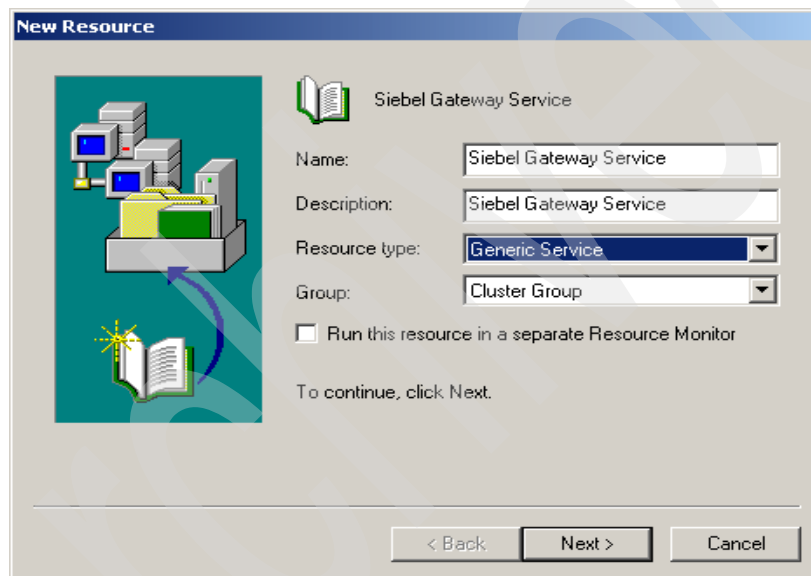 New Resource
Siebel Gateway Service
Name: Siebel Gateway Service
Description: Siebel Gateway Service
Resource type: Generic Service
Group: Cluster Group
Run this resource in a separate Resource Monitor
To continue, click Next.
< Back Next > Cancel